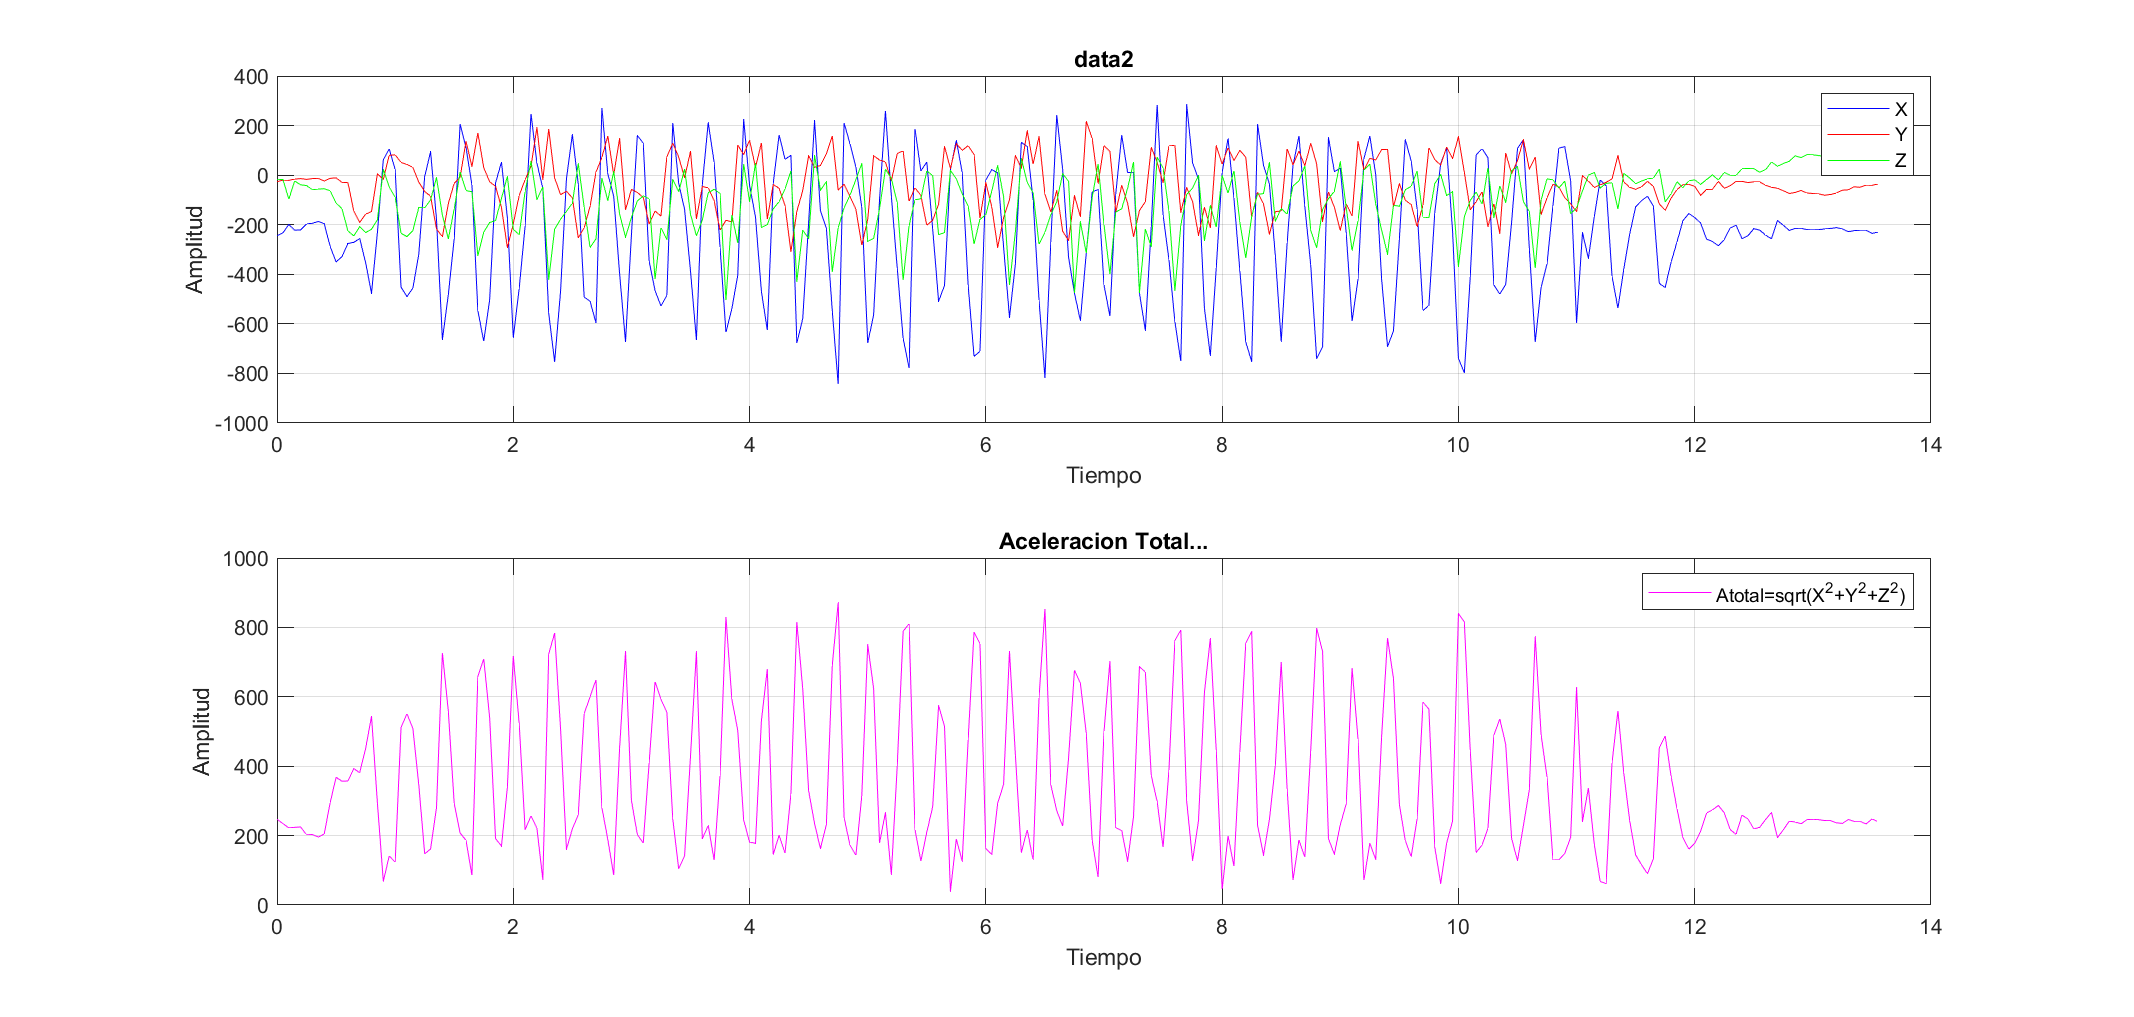 data2
400
200
0
-200
-400
-600
-800
-1000
Amplitud
X
Y
Z
0 2 4 6 8 10 12 14
Tiempo
Aceleracion Total...
1000
800
600
400
200
0
Amplitud
Atotal=sqrt(X²+Y²+Z²)
0 2 4 6 8 10 12 14
Tiempo